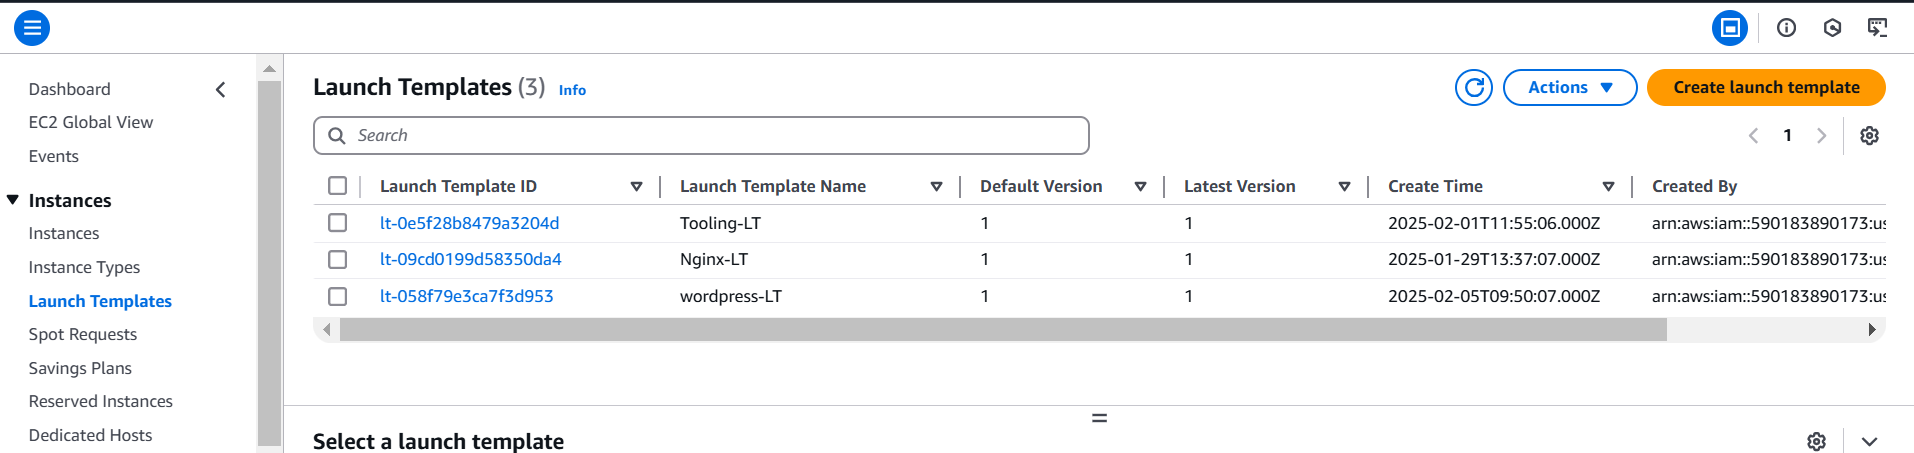 Dashboard
EC2 Global View
Events
Instances
Instances
Instance Types
Launch Templates
Spot Requests
Savings Plans
Reserved Instances
Dedicated Hosts
Launch Templates (3) Info
Actions
Create launch template
Search
1
Launch Template ID Launch Template Name Default Version Latest Version Create Time Created By
lt-0e5f28b8479a3204d Tooling-LT 1 1 2025-02-01T11:55:06.000Z arn:aws:iam::590183890173:us
lt-09cd0199d58350da4 Nginx-LT 1 1 2025-01-29T13:37:07.000Z arn:aws:iam::590183890173:us
lt-058f79e3ca7f3d953 wordpress-LT 1 1 2025-02-05T09:50:07.000Z arn:aws:iam::590183890173:us
Select a launch template